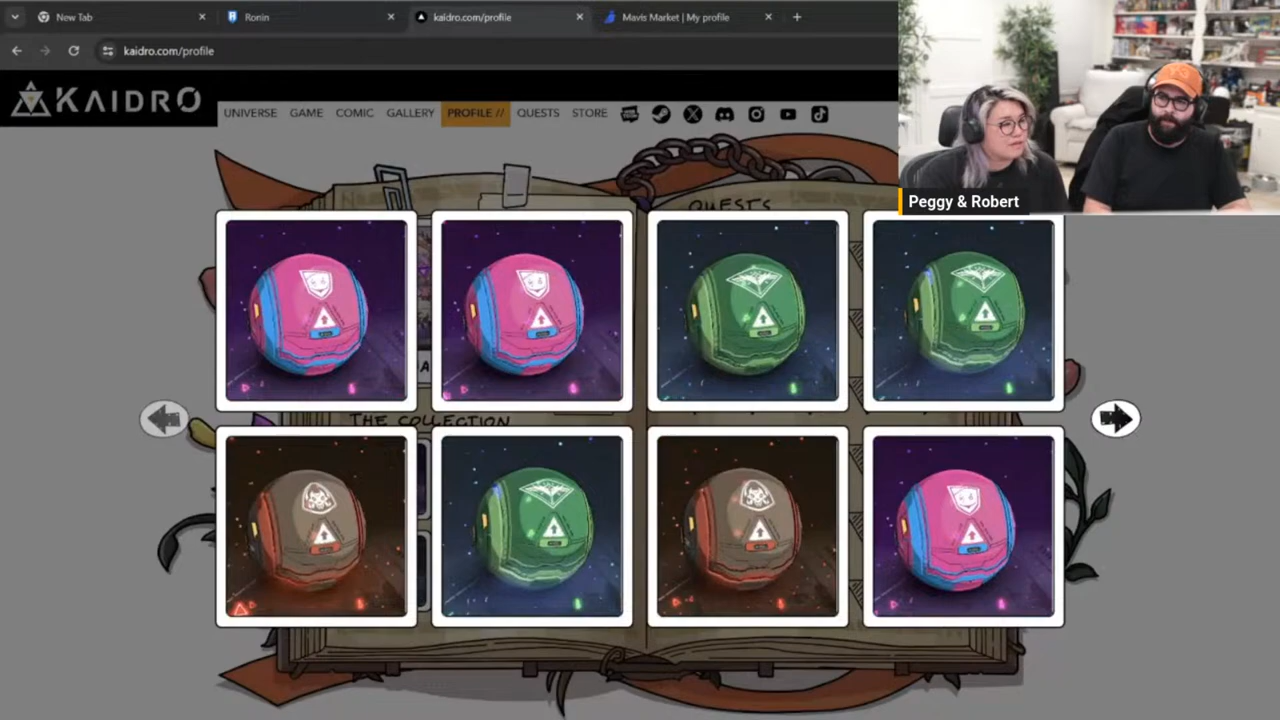 New Tab
Ronin
kaidro.com/profile
Mavis Market | My profile
kaidro.com/profile
KAIDRO
UNIVERSE
GAME
COMIC
GALLERY
PROFILE //
QUESTS
STORE
Peggy & Robert
QUESTS
THE COLLECTION